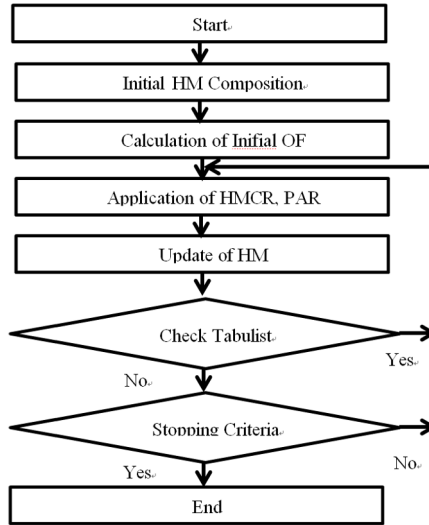 Start
Initial HM Composition
Calculation of Inifial OF
Application of HMCR, PAR
Update of HM
Check Tabulist
Yes
No
Stopping Criteria
No
Yes
End